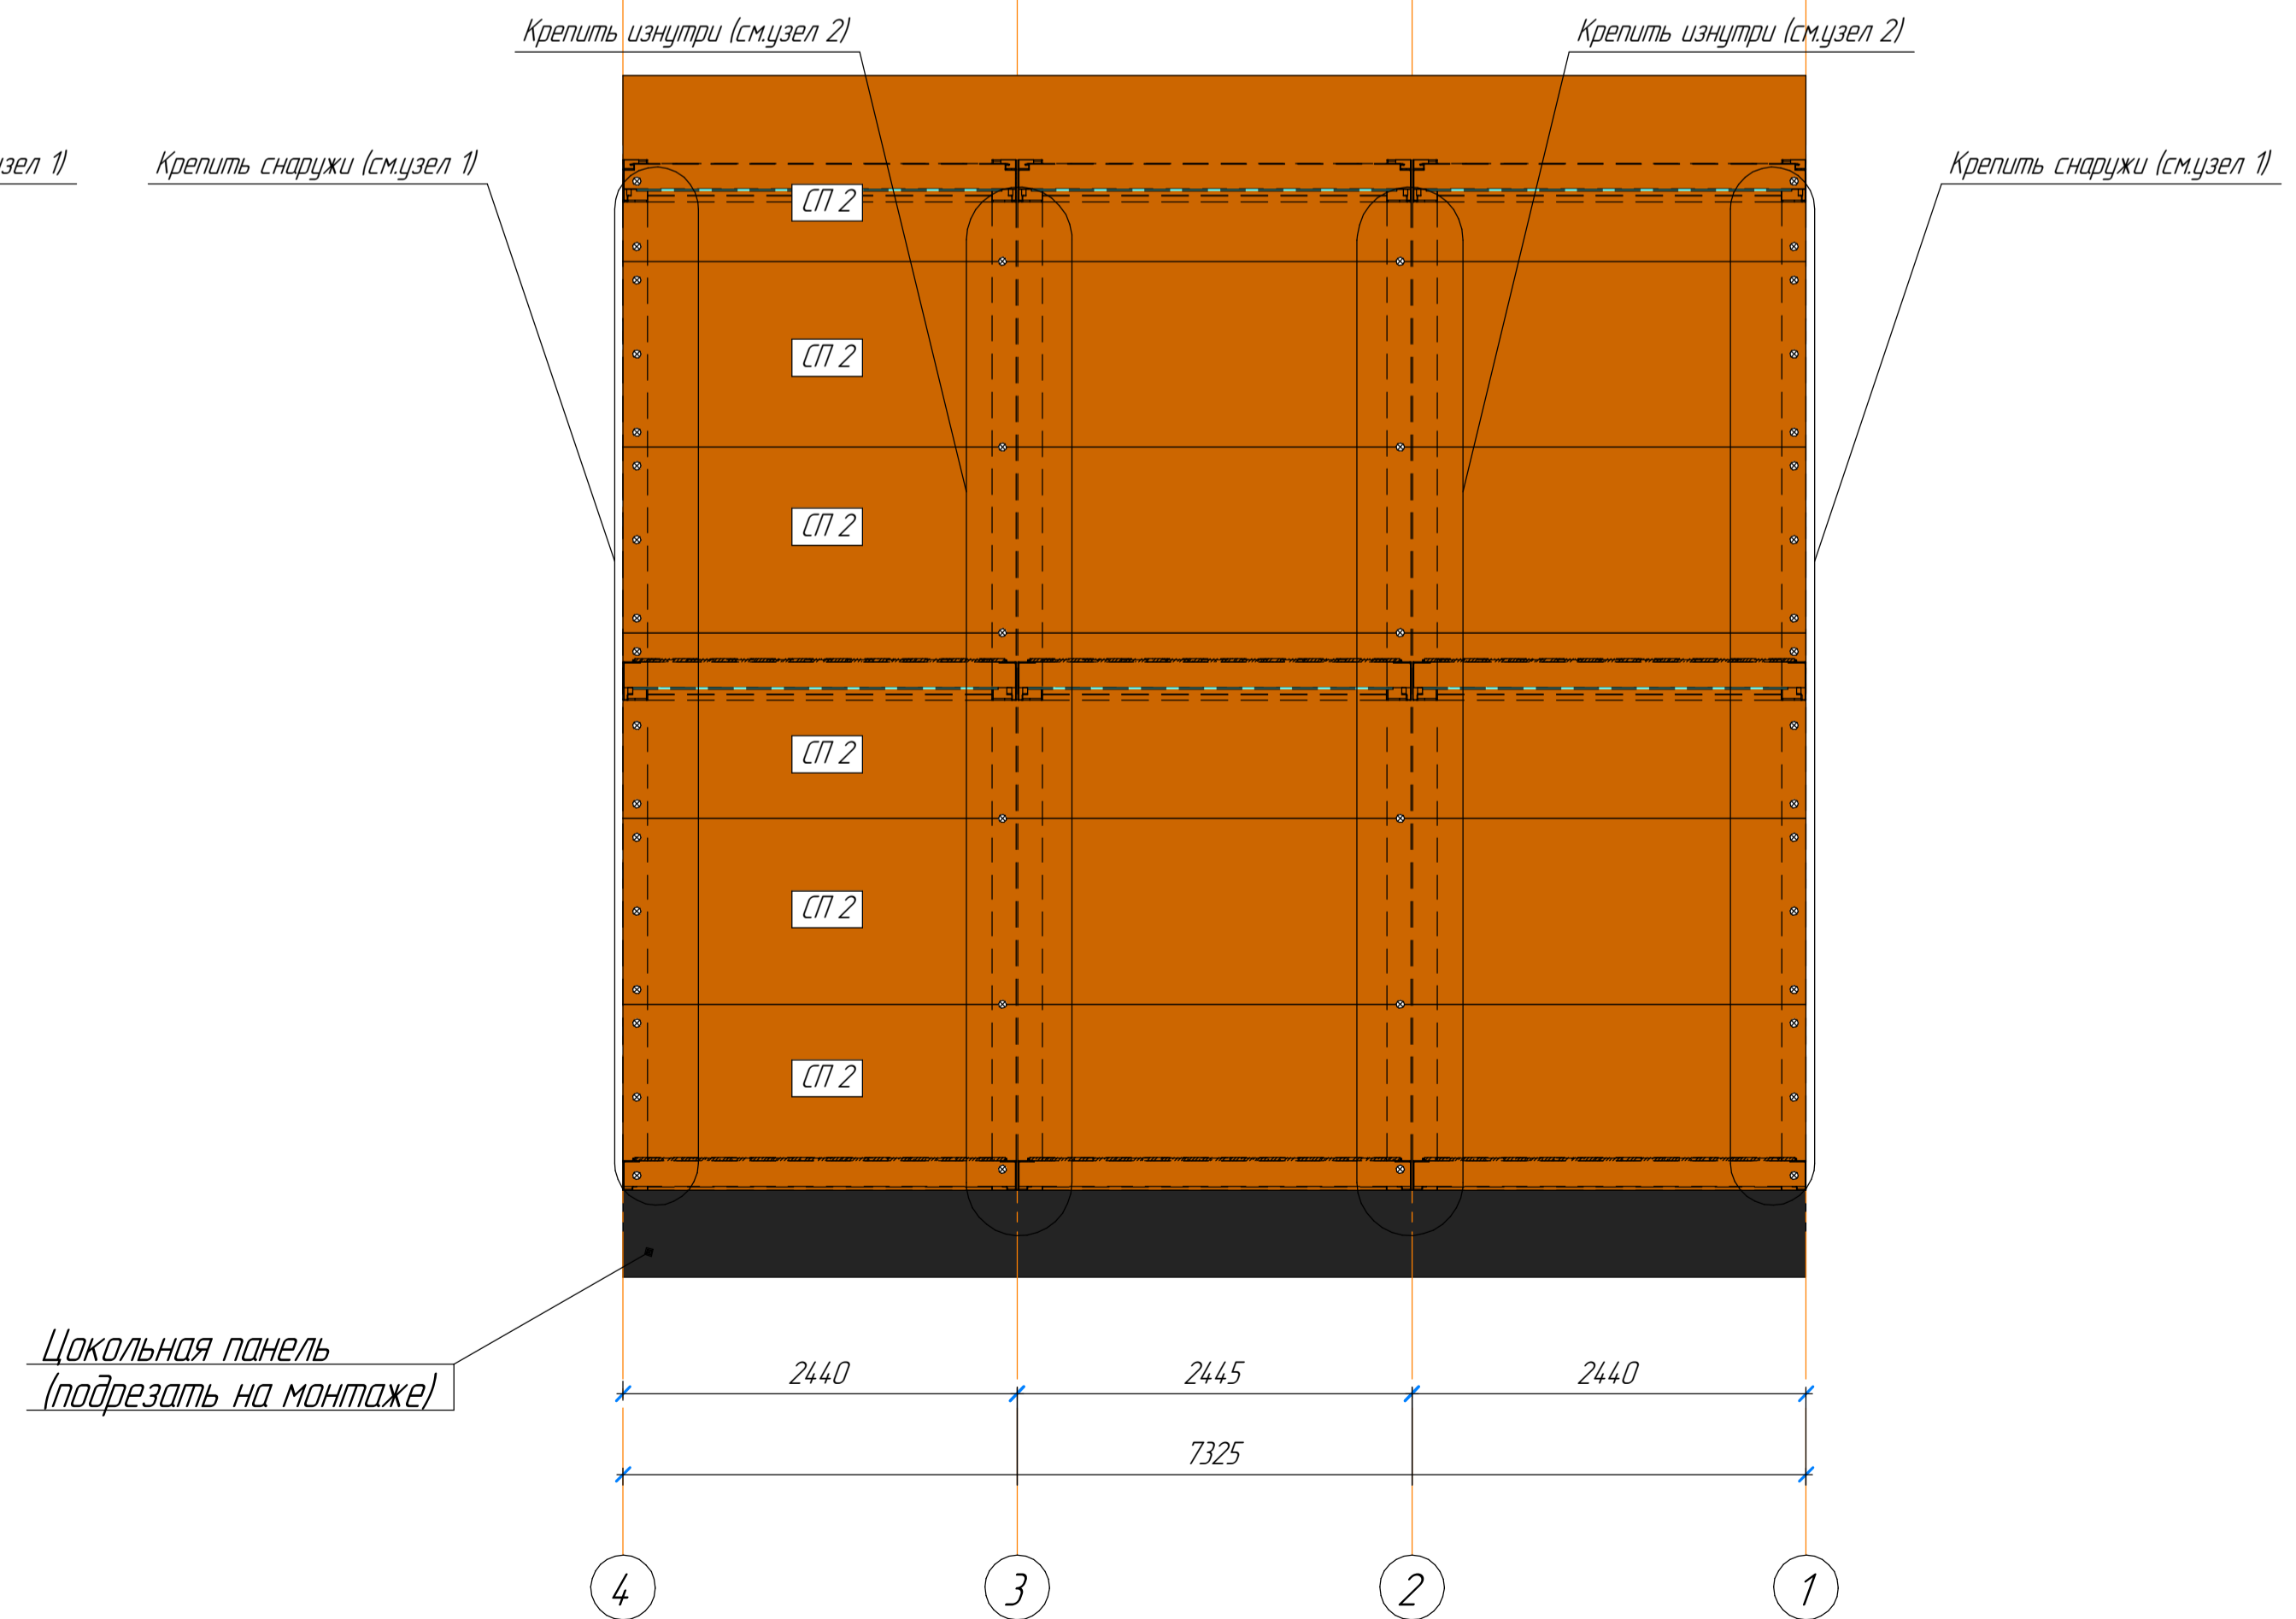 Крепить изнутри (см.узел 2)
Крепить изнутри (см.узел 2)
зел 1)
Крепить снаружи (см.узел 1)
Крепить снаружи (см.узел 1)
СП 2
СП 2
СП 2
СП 2
СП 2
СП 2
Цокольная панель
(подрезать на монтаже)
2440
2445
2440
7325
4
3
2
1